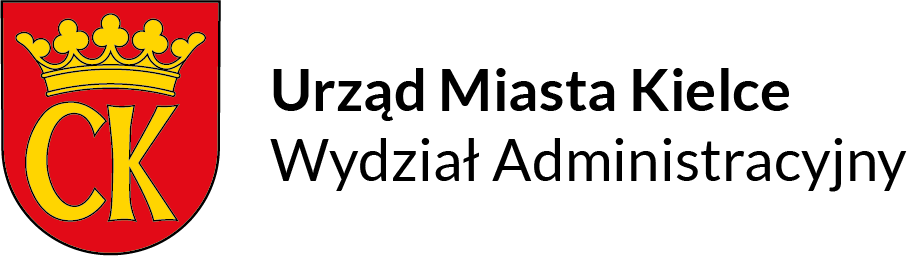 CK
Urząd Miasta Kielce
Wydział Administracyjny